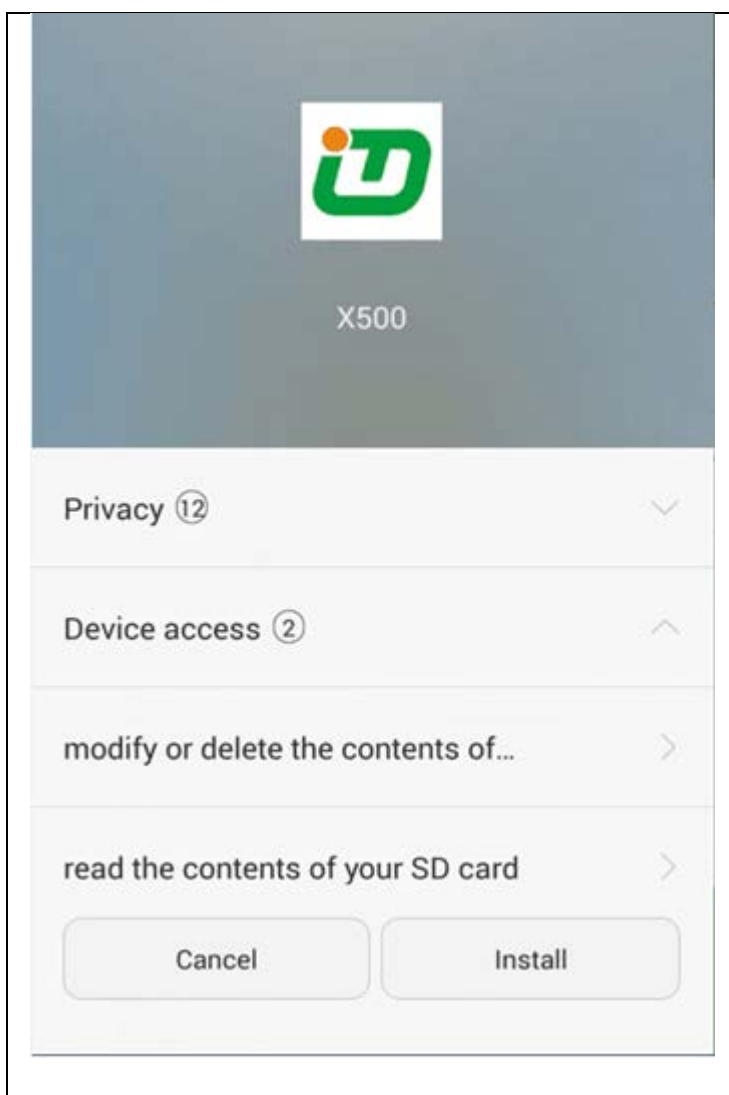 X500
Privacy ⑫
Device access ②
modify or delete the contents of...
read the contents of your SD card
Cancel
Install